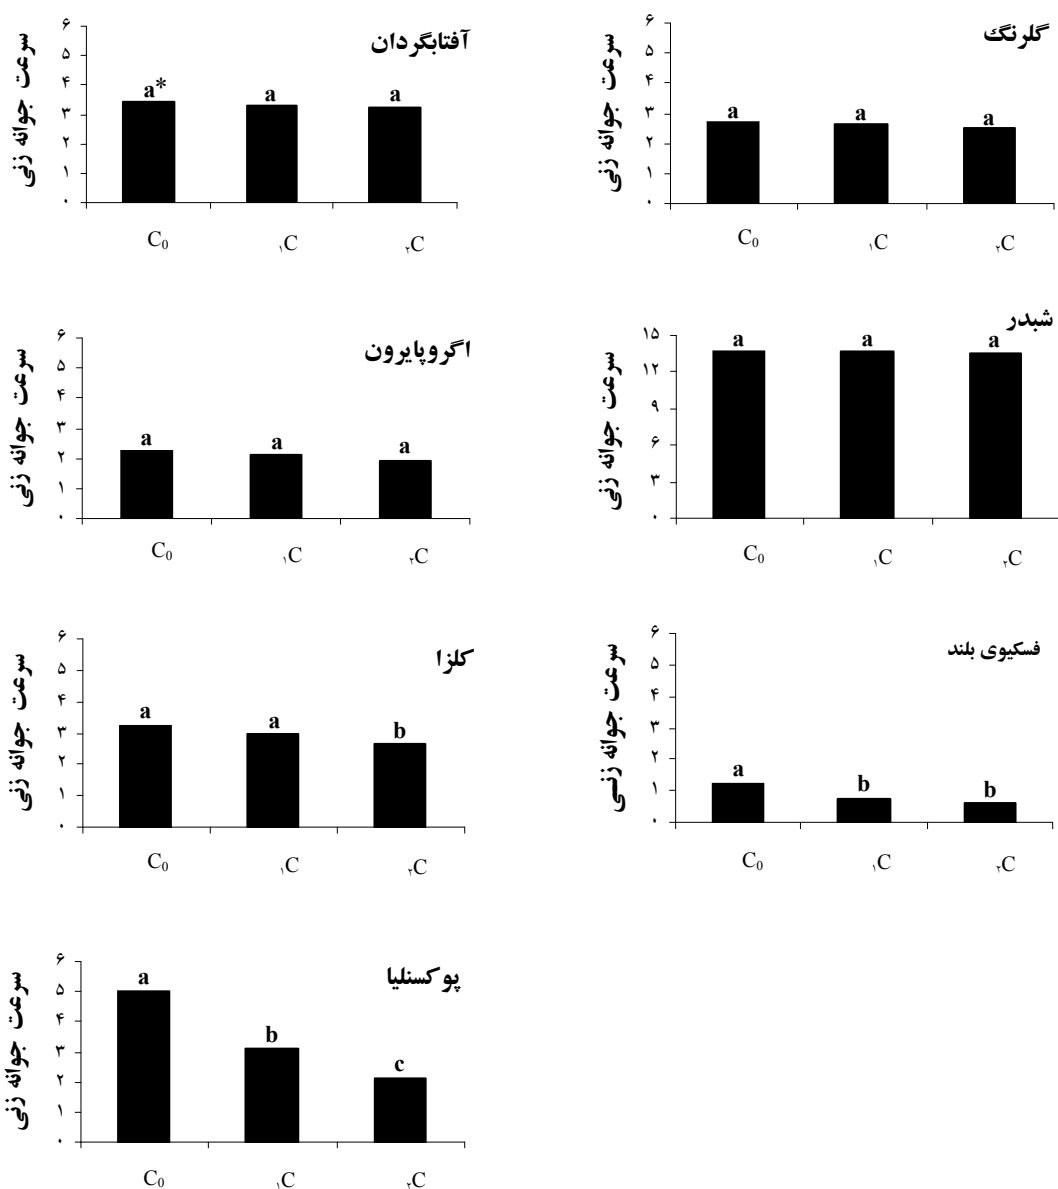 آفتابگردان
سرعت جوانه زنی
۶
۵
۴
۳
۲
۱
۰
a* a a
C₀ ۱C ۲C
گلرنگ
سرعت جوانه زنی
۶
۵
۴
۳
۲
۱
۰
a a a
C₀ ۱C ۲C
اگروپایرون
سرعت جوانه زنی
۶
۵
۴
۳
۲
۱
۰
a a a
C₀ ۱C ۲C
شبدر
سرعت جوانه زنی
۱۵
۱۲
۹
۶
۳
۰
a a a
C₀ ۱C ۲C
کلزا
سرعت جوانه زنی
۶
۵
۴
۳
۲
۱
۰
a a b
C₀ ۱C ۲C
فسکیوی بلند
سرعت جوانه زنـی
۶
۵
۴
۳
۲
۱
۰
a b b
C₀ ۱C ۲C
پوکسنلیا
سرعت جوانه زنی
۶
۵
۴
۳
۲
۱
۰
a b c
C₀ ۱C ۲C